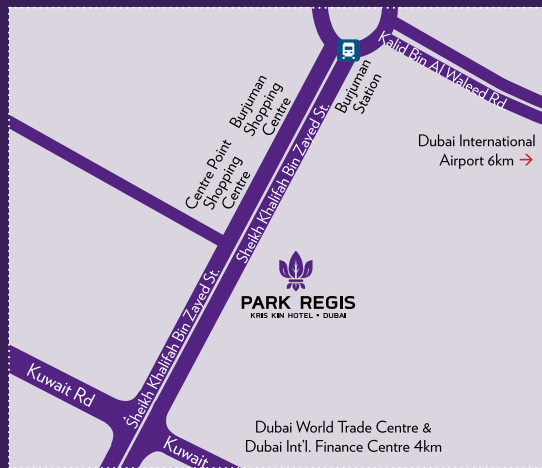 Kalid Bin Al Waleed Rd
Burjuman
Station
Burjuman
Shopping
Centre
Dubai International
Airport 6km →
Centre Point
Shopping
Centre
Sheikh Khalifah Bin Zayed St.
PARK REGIS
KRIS KIN HOTEL • DUBAI
Sheikh Khalifah Bin Zayed St.
Kuwait Rd
Kuwait
Dubai World Trade Centre &
Dubai Int'l. Finance Centre 4km